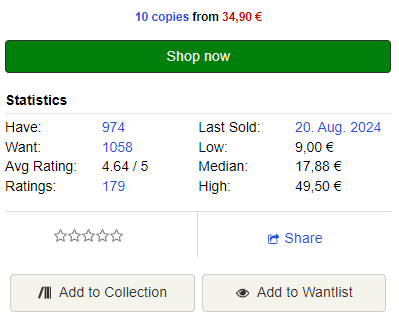 10 copies from 34,90 €
Shop now
Statistics
Have: 974 Last Sold: 20. Aug. 2024
Want: 1058 Low: 9,00 €
Avg Rating: 4.64 / 5 Median: 17,88 €
Ratings: 179 High: 49,50 €
Share
Add to Collection Add to Wantlist